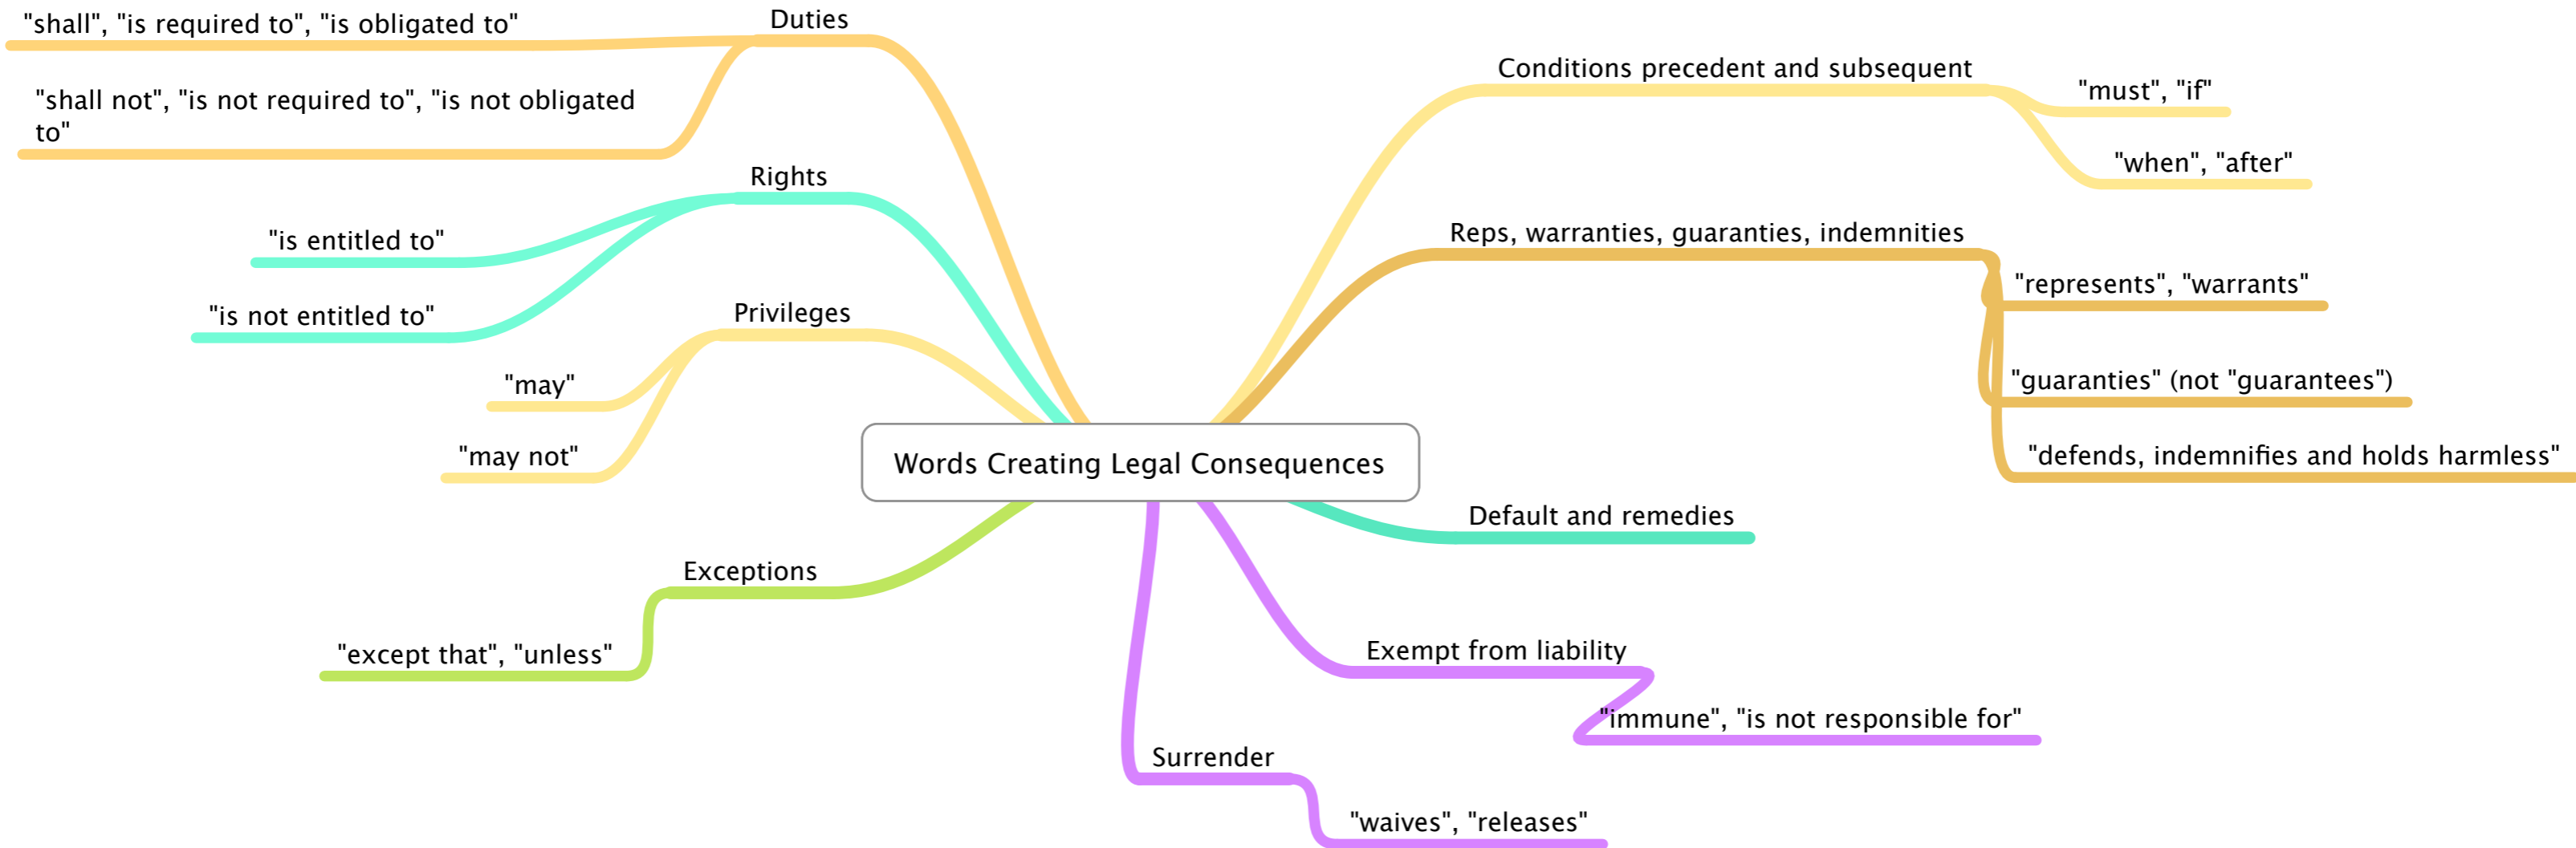 Words Creating Legal Consequences
Duties
"shall", "is required to", "is obligated to"
"shall not", "is not required to", "is not obligated
to"
Rights
"is entitled to"
"is not entitled to"
Privileges
"may"
"may not"
Exceptions
"except that", "unless"
Conditions precedent and subsequent
"must", "if"
"when", "after"
Reps, warranties, guaranties, indemnities
"represents", "warrants"
"guaranties" (not "guarantees")
"defends, indemnifies and holds harmless"
Default and remedies
Exempt from liability
"immune", "is not responsible for"
Surrender
"waives", "releases"